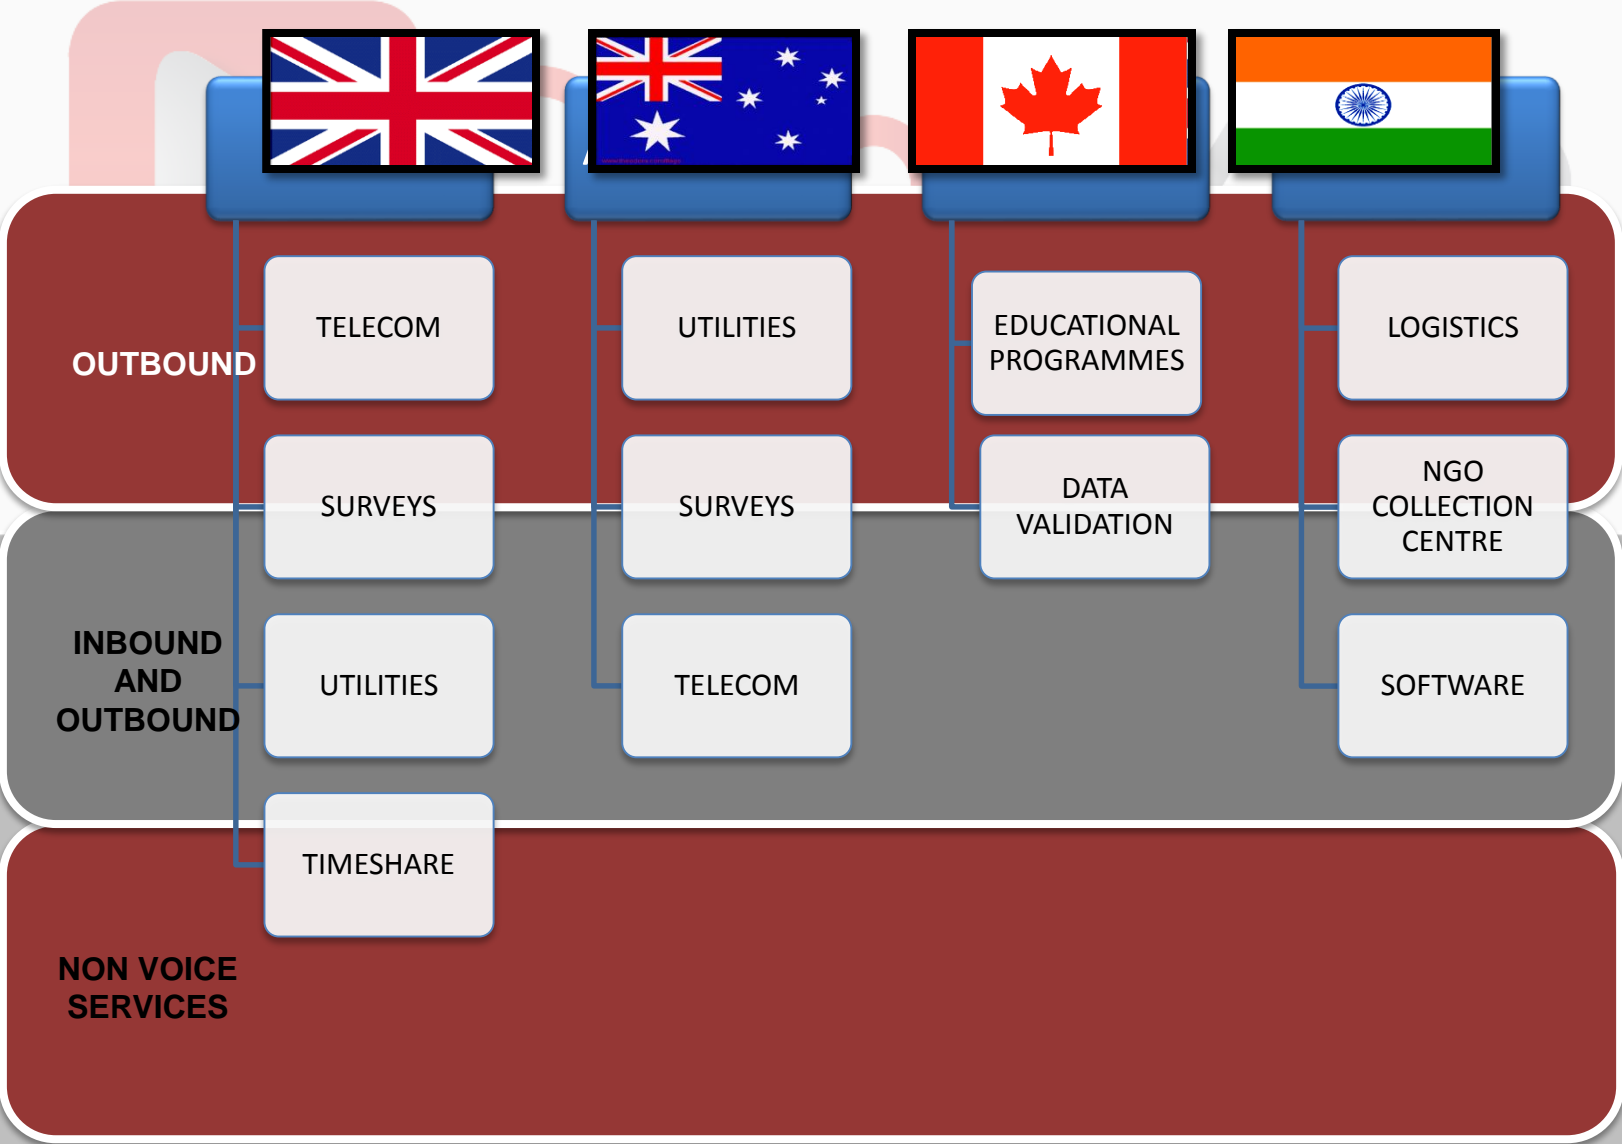 OUTBOUND
TELECOM
UTILITIES
EDUCATIONAL
PROGRAMMES
LOGISTICS
SURVEYS
SURVEYS
DATA
VALIDATION
NGO
COLLECTION
CENTRE
INBOUND
AND
OUTBOUND
UTILITIES
TELECOM
SOFTWARE
TIMESHARE
NON VOICE
SERVICES